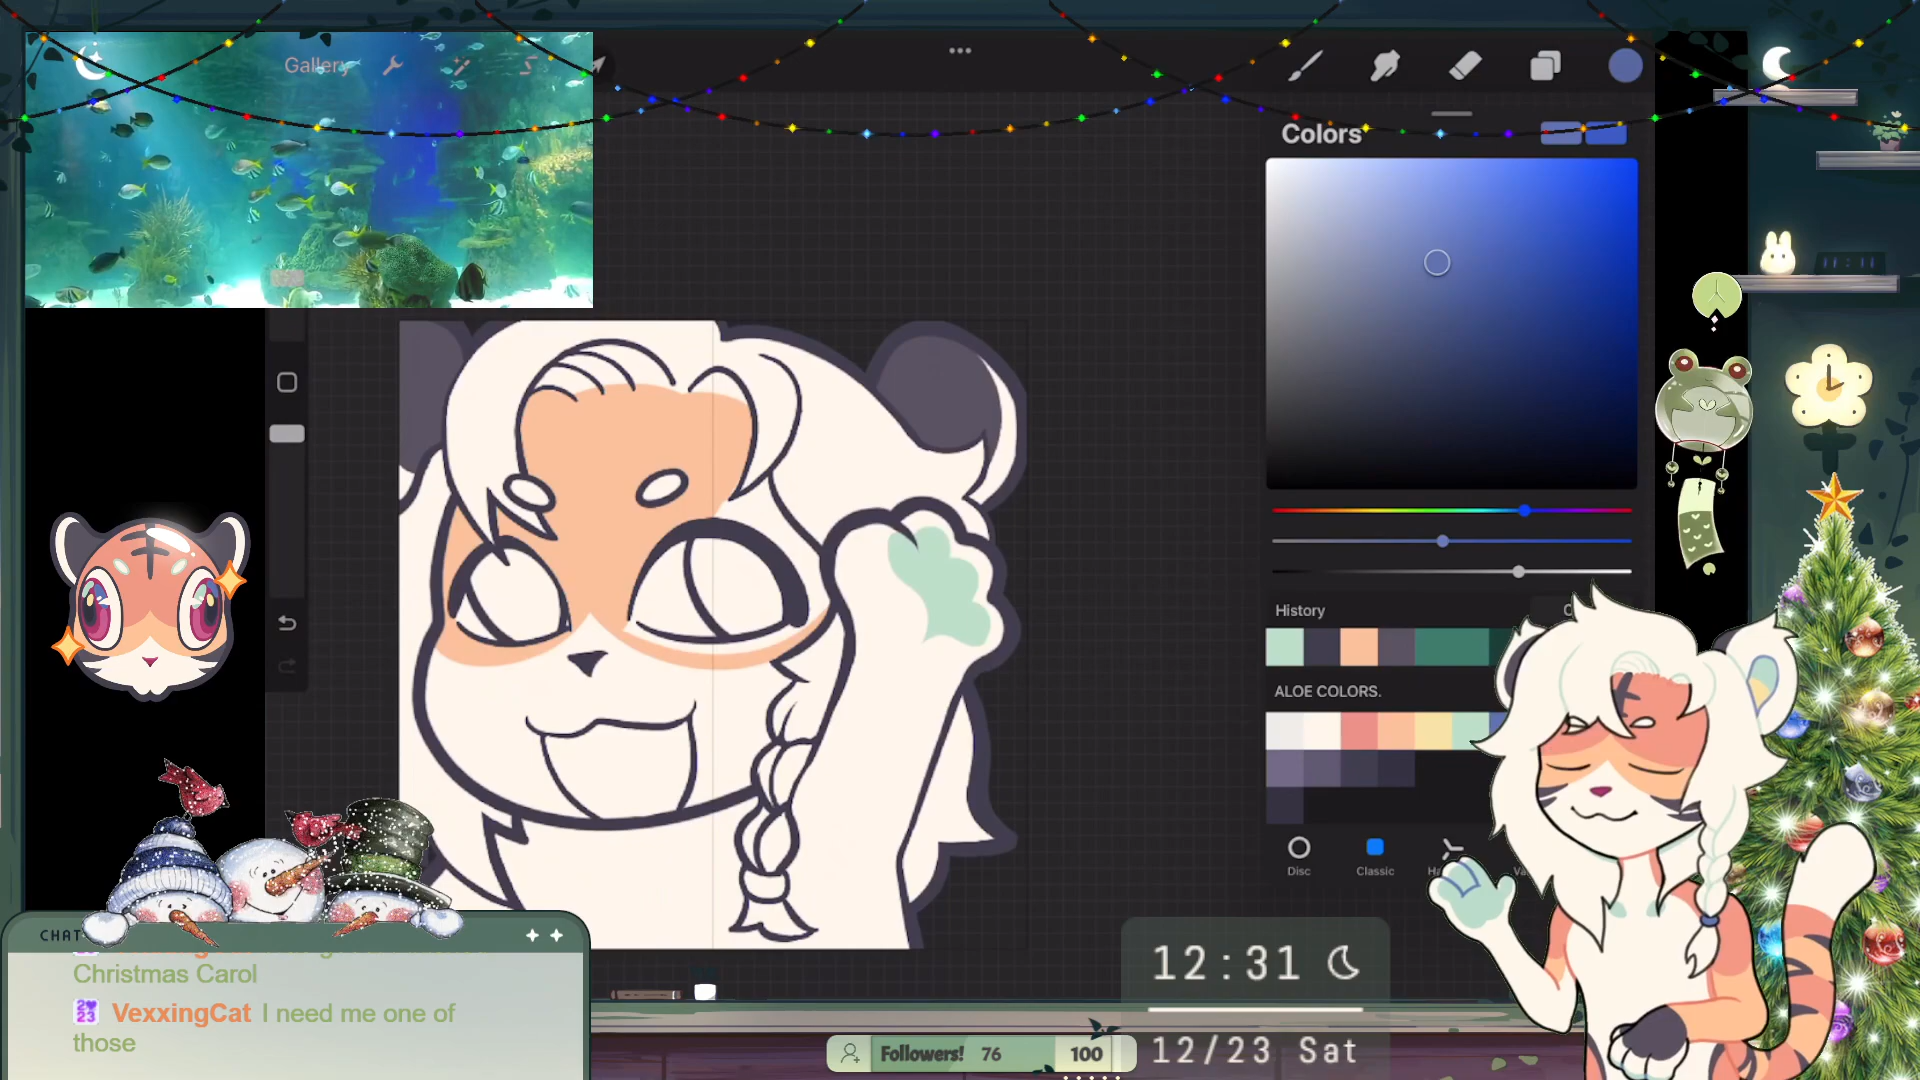 Gallery
Colors
History
ALOE COLORS.
Disc
Classic
CHAT
Christmas Carol
VexxingCat I need me one of
those
12:31
12/23 Sat
Followers! 76
100